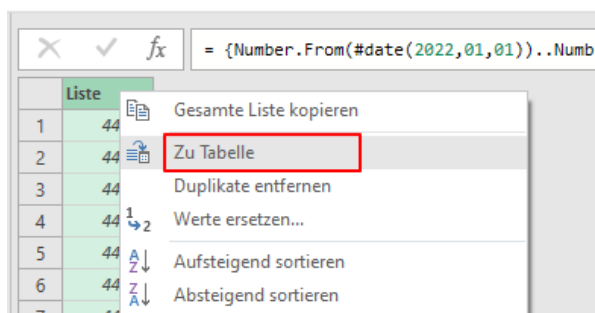 fx = {Number.From(#date(2022,01,01))..Numb
Liste
Gesamte Liste kopieren
1 44
Zu Tabelle
2 44
Duplikate entfernen
3 44
Werte ersetzen...
4 44
Aufsteigend sortieren
5 44
Absteigend sortieren
6 44